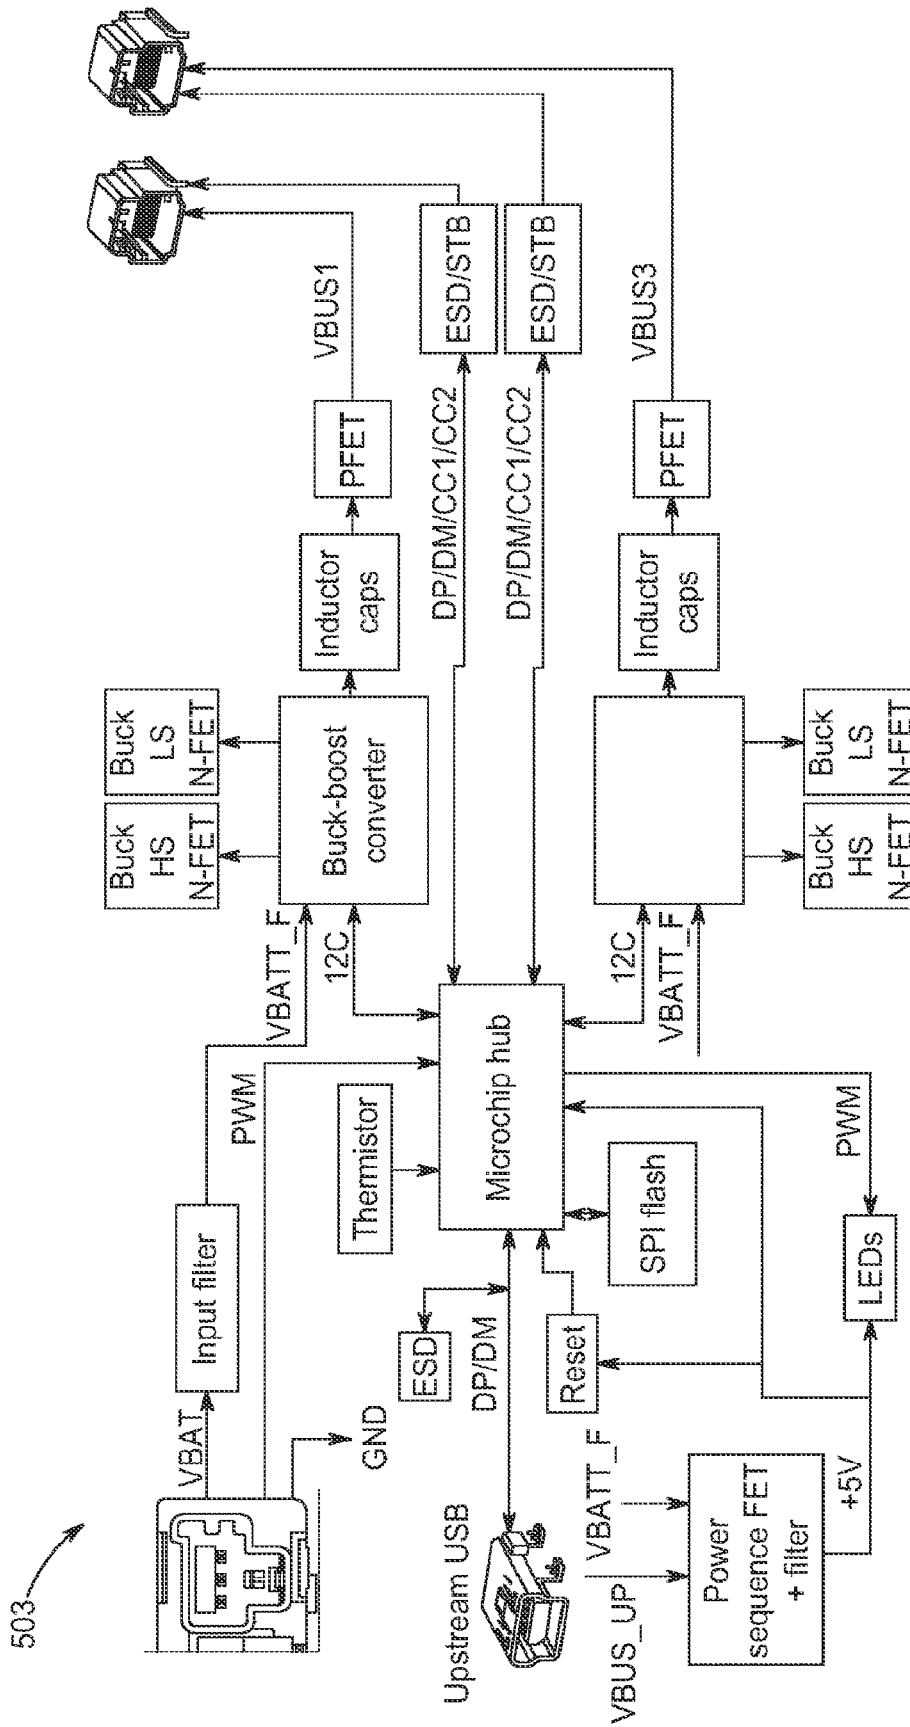 503
VBAT
Input filter
PWM
VBATT_F
12C
GND
Thermistor
Buck
HS
N-FET
Buck
LS
N-FET
Buck-boost
converter
Inductor
caps
PFET
VBUS1
Upstream USB
DP/DM
ESD
Reset
Microchip hub
SPI flash
DP/DM/CC1/CC2
ESD/STB
DP/DM/CC1/CC2
ESD/STB
VBUS_UP
VBATT_F
Power
sequence FET
+ filter
+5V
LEDs
PWM
12C
VBATT_F
Inductor
caps
PFET
VBUS3
Buck
HS
N-FET
Buck
LS
N-FET